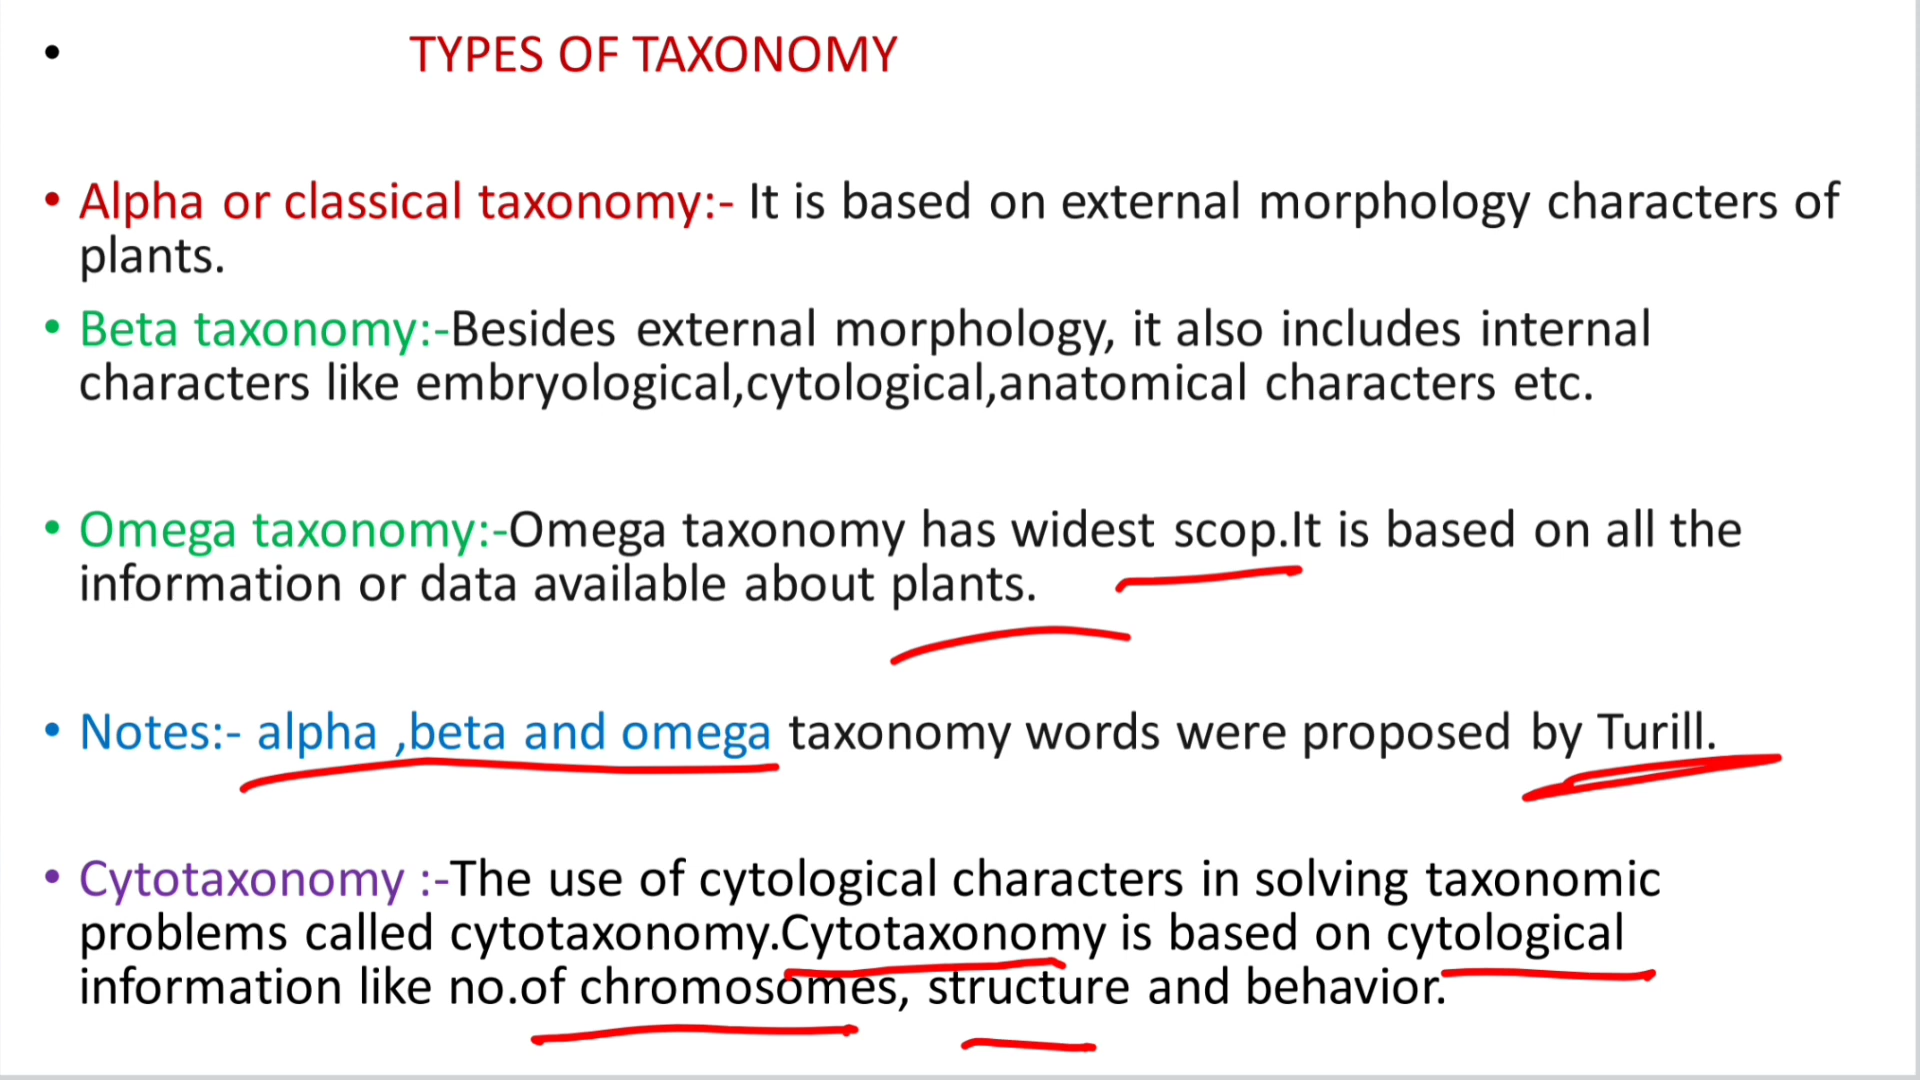 • TYPES OF TAXONOMY
• Alpha or classical taxonomy:- It is based on external morphology characters of
plants.
• Beta taxonomy:-Besides external morphology, it also includes internal
characters like embryological,cytological,anatomical characters etc.
• Omega taxonomy:-Omega taxonomy has widest scop.It is based on all the
information or data available about plants.
• Notes:- alpha ,beta and omega taxonomy words were proposed by Turill.
• Cytotaxonomy :-The use of cytological characters in solving taxonomic
problems called cytotaxonomy.Cytotaxonomy is based on cytological
information like no.of chromosomes, structure and behavior.